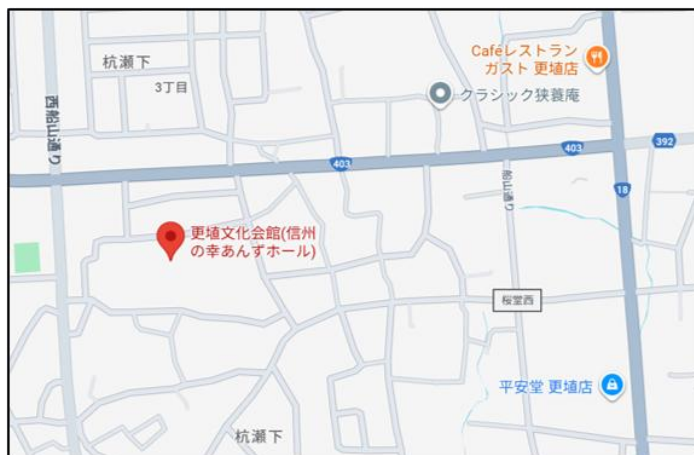 杭瀬下
3丁目
西船山通り
Caféレストラン
ガスト 更埴店
クラシック狭蓑庵
403
403
392
船山通り
18
更埴文化会館(信州
の幸あんずホール)
桜堂西
平安堂 更埴店
杭瀬下